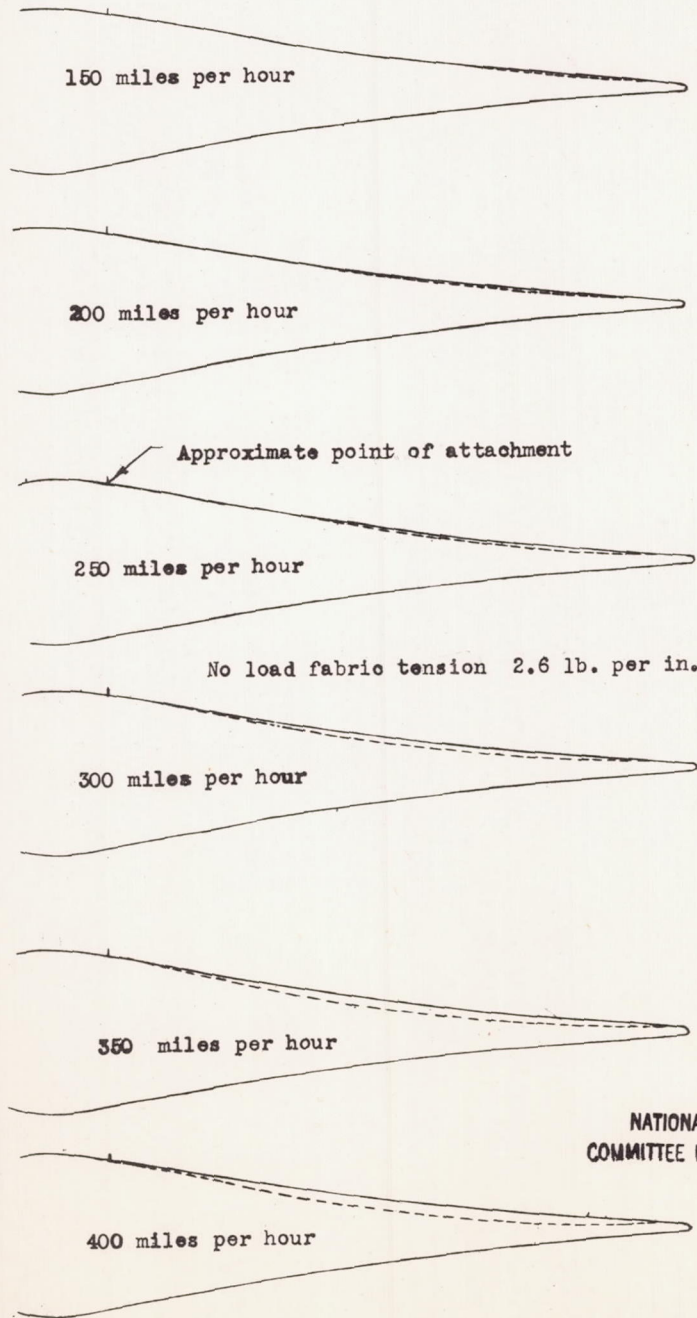 150 miles per hour
200 miles per hour
Approximate point of attachment
250 miles per hour
No load fabric tension 2.6 lb. per in.
300 miles per hour
350 miles per hour
NATIONA
COMMITTEE
400 miles per hour